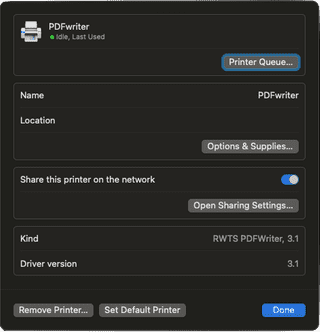 PDFwriter
Idle, Last Used
Printer Queue...
Name PDFwriter
Location
Options & Supplies...
Share this printer on the network
Open Sharing Settings...
Kind RWTS PDFWriter, 3.1
Driver version 3.1
Remove Printer... Set Default Printer Done